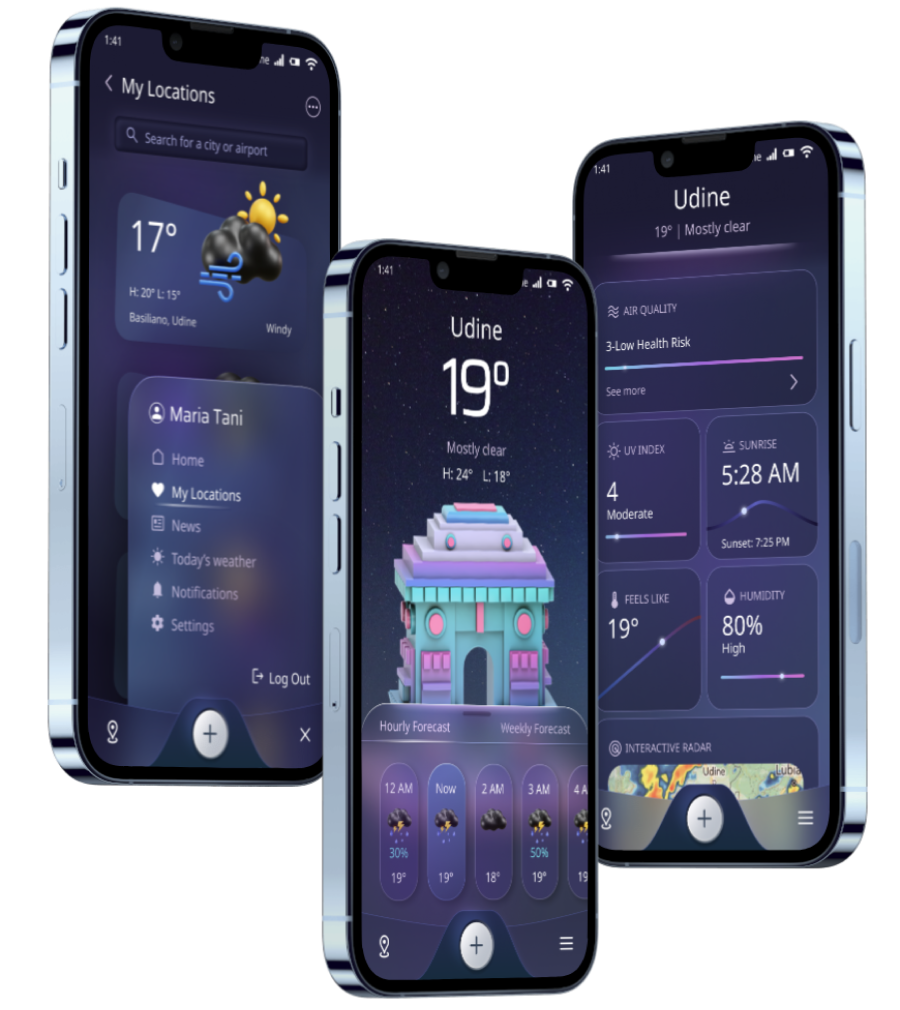 1:41
My Locations
Search for a city or airport
17°
H: 20° L: 15°
Basiliano, Udine
Windy
Maria Tani
Home
My Locations
News
Today's weather
Notifications
Settings
Log Out
1:41
Udine
19°
Mostly clear
H: 24° L: 18°
Hourly Forecast
Weekly Forecast
12 AM Now 2 AM 3 AM 4 A
30% 50%
19° 19° 18° 19° 19
1:41
Udine
19° | Mostly clear
AIR QUALITY
3-Low Health Risk
See more
UV INDEX
4
Moderate
SUNRISE
5:28 AM
Sunset: 7:25 PM
FEELS LIKE
19°
HUMIDITY
80%
High
INTERACTIVE RADAR
Udine